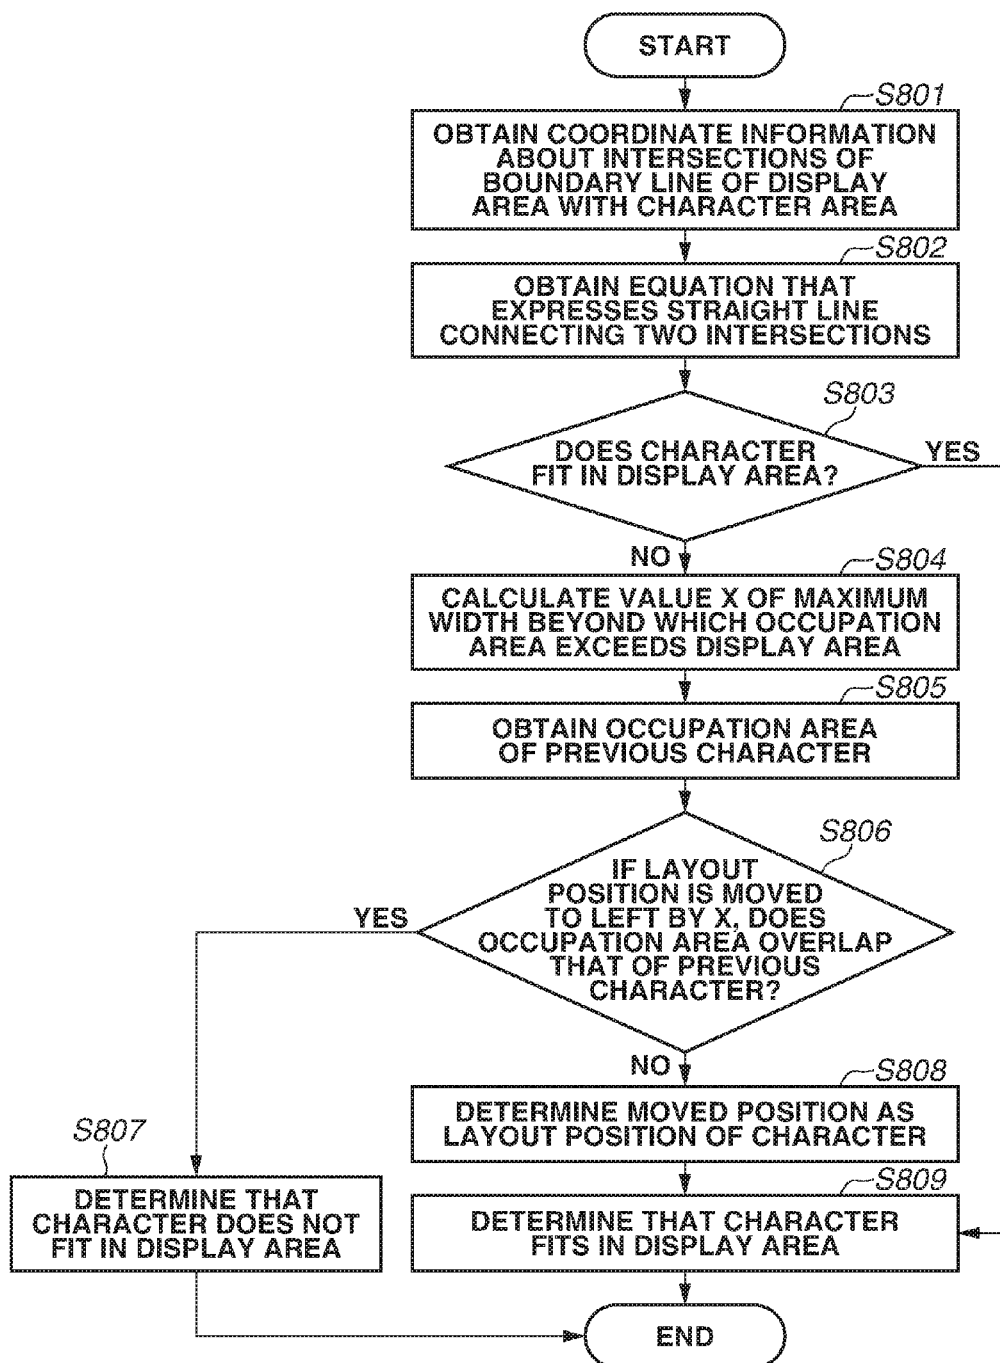 START
S801
OBTAIN COORDINATE INFORMATION
ABOUT INTERSECTIONS OF
BOUNDARY LINE OF DISPLAY
AREA WITH CHARACTER AREA
S802
OBTAIN EQUATION THAT
EXPRESSES STRAIGHT LINE
CONNECTING TWO INTERSECTIONS
S803
DOES CHARACTER
FIT IN DISPLAY AREA?
YES
NO
S804
CALCULATE VALUE X OF MAXIMUM
WIDTH BEYOND WHICH OCCUPATION
AREA EXCEEDS DISPLAY AREA
S805
OBTAIN OCCUPATION AREA
OF PREVIOUS CHARACTER
S806
IF LAYOUT
POSITION IS MOVED
TO LEFT BY X, DOES
OCCUPATION AREA OVERLAP
THAT OF PREVIOUS
CHARACTER?
YES
NO
S808
DETERMINE MOVED POSITION AS
LAYOUT POSITION OF CHARACTER
S807
DETERMINE THAT
CHARACTER DOES NOT
FIT IN DISPLAY AREA
S809
DETERMINE THAT CHARACTER
FITS IN DISPLAY AREA
END